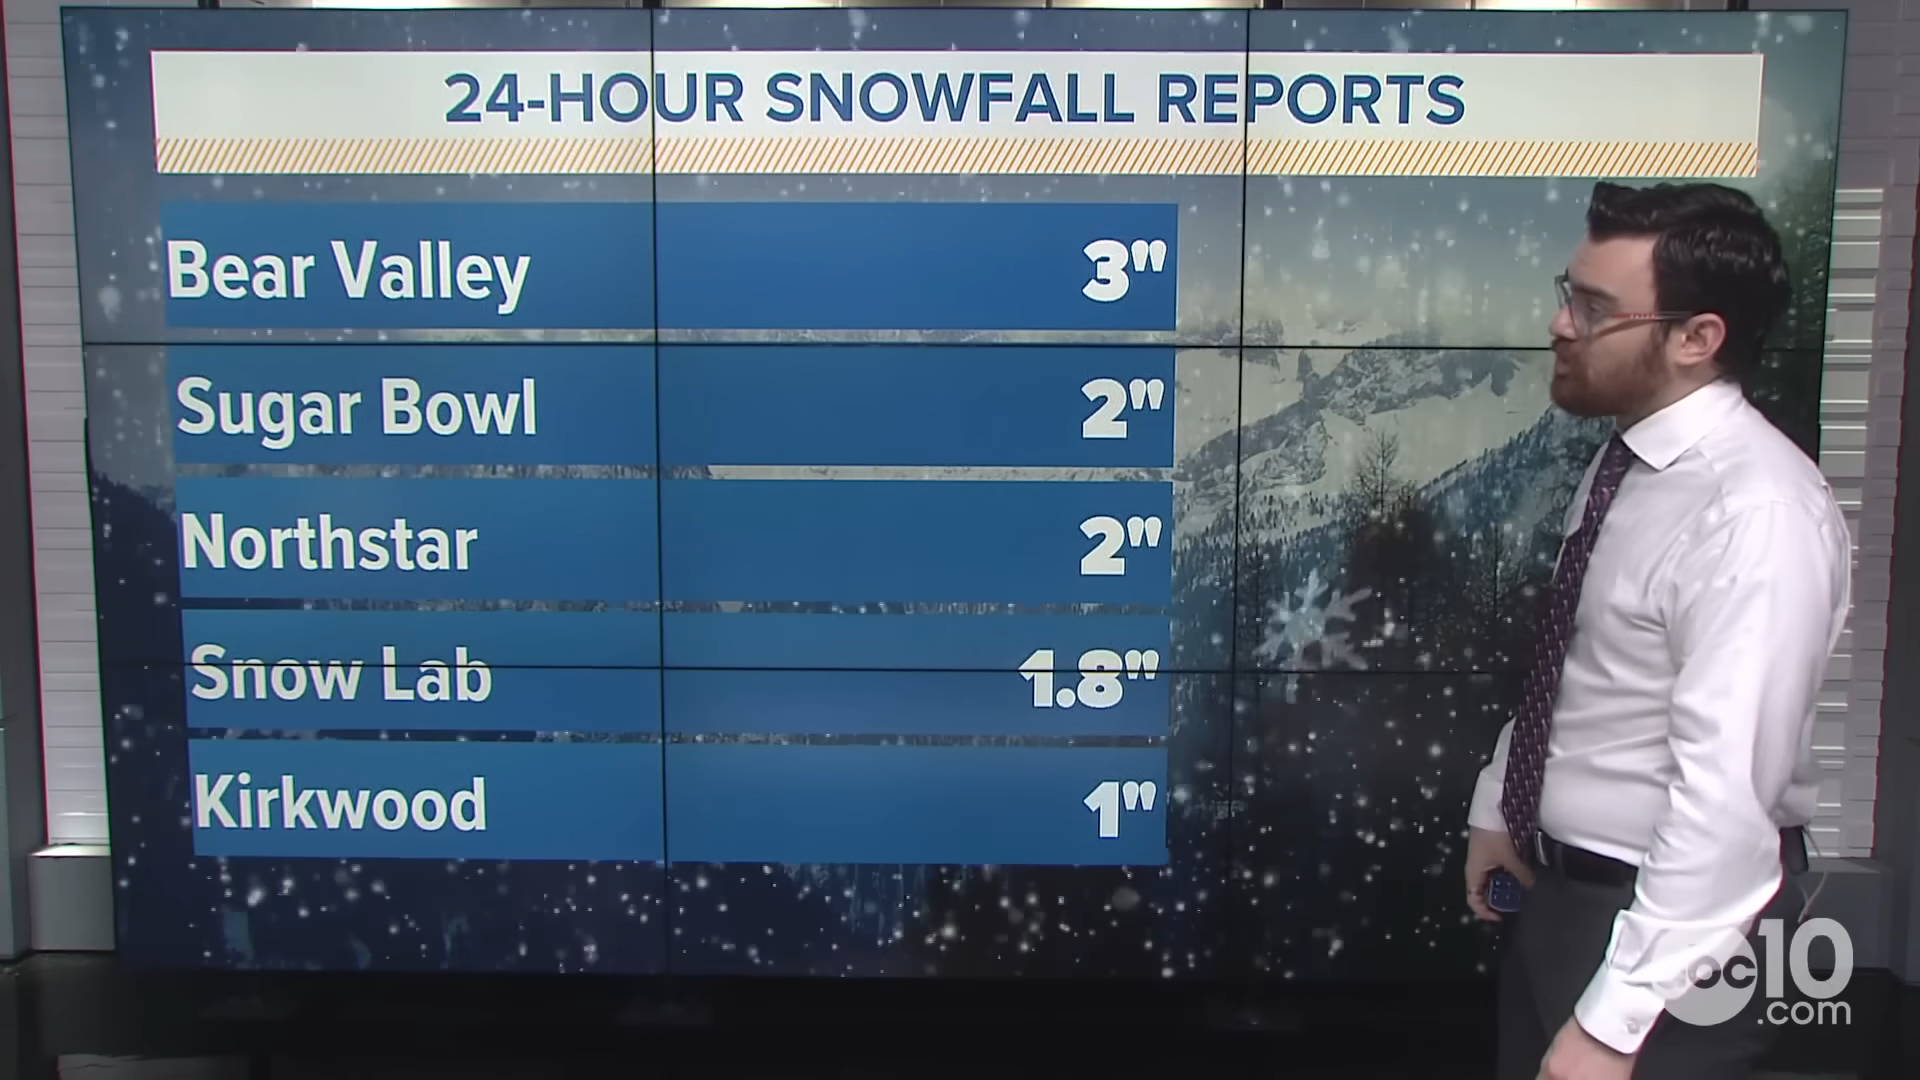 24-HOUR SNOWFALL REPORTS
Bear Valley 3"
Sugar Bowl 2"
Northstar 2"
Snow Lab 1.8"
Kirkwood 1"
abc10
.com